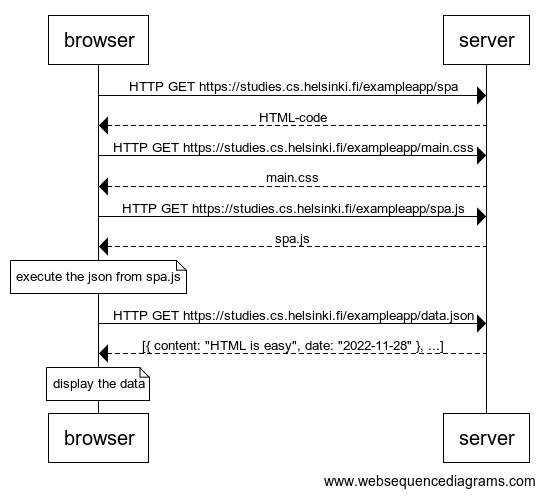 browser
server
HTTP GET https://studies.cs.helsinki.fi/exampleapp/spa
HTML-code
HTTP GET https://studies.cs.helsinki.fi/exampleapp/main.css
main.css
HTTP GET https://studies.cs.helsinki.fi/exampleapp/spa.js
spa.js
execute the json from spa.js
HTTP GET https://studies.cs.helsinki.fi/exampleapp/data.json
[{ content: "HTML is easy", date: "2022-11-28" }, ...]
display the data
browser
server
www.websequencediagrams.com